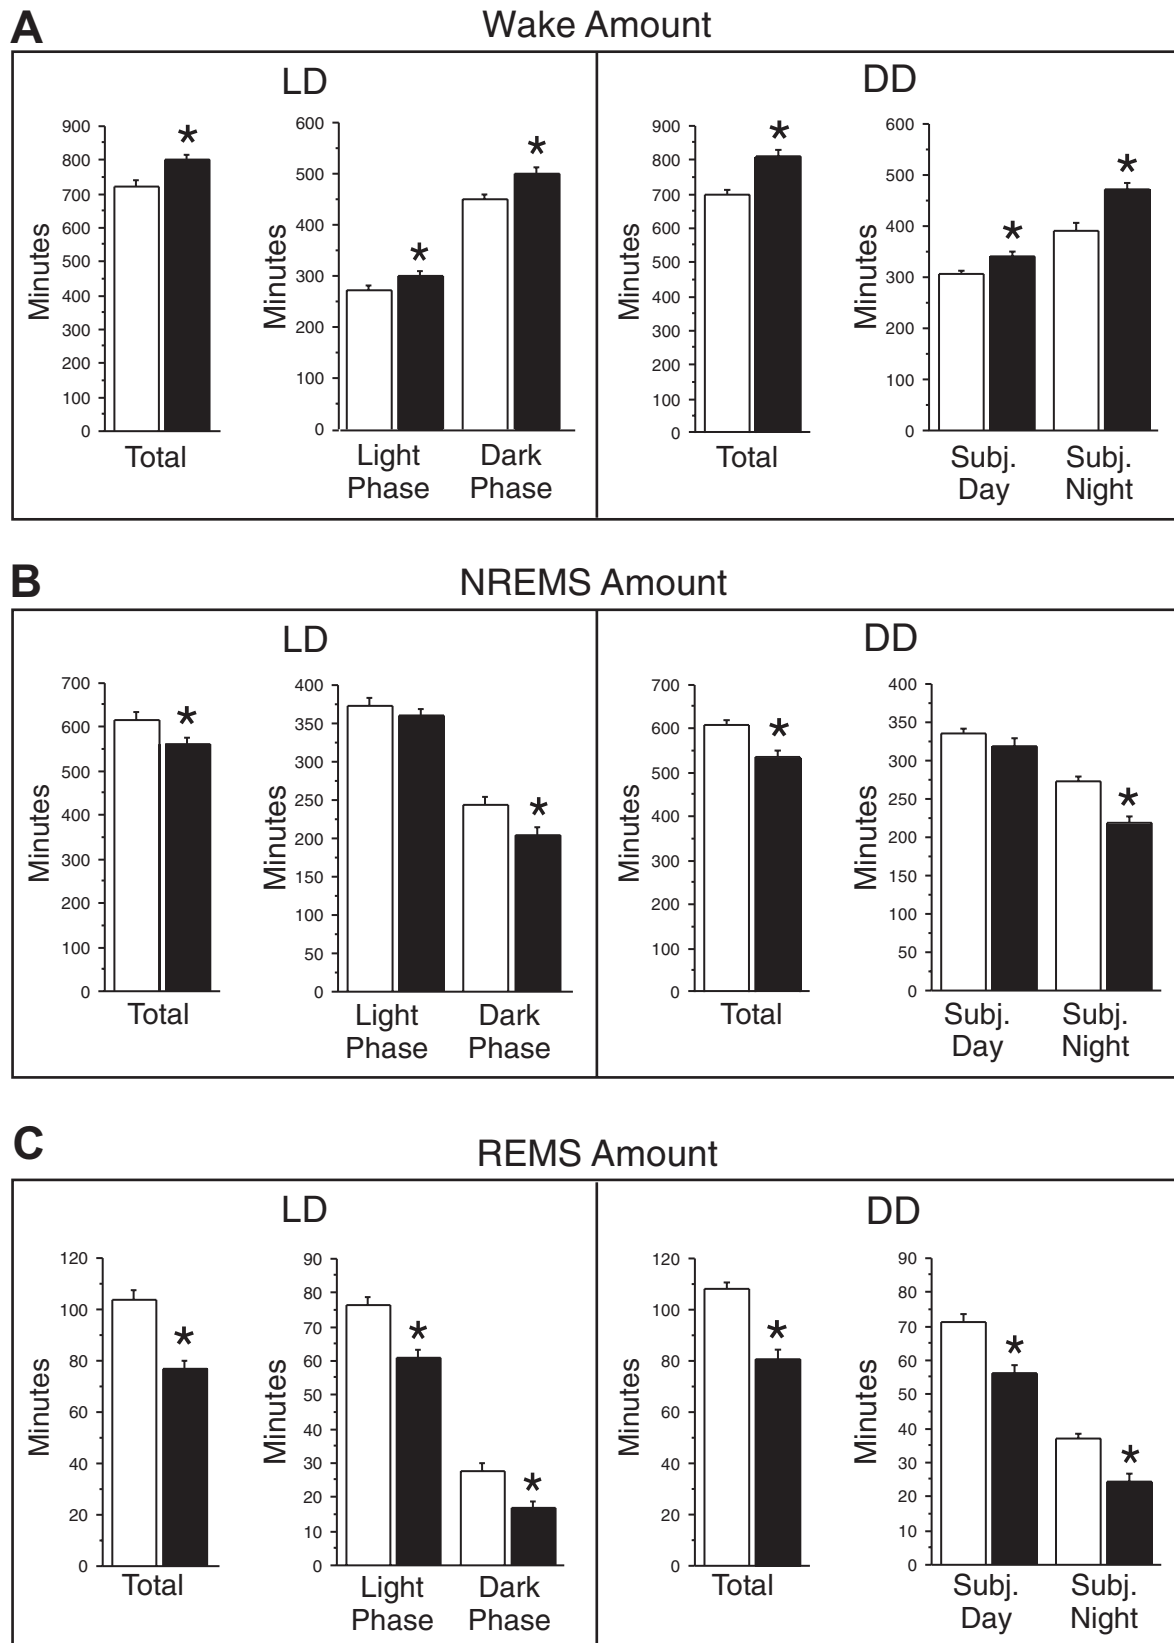 A
Wake Amount
LD
DD
900
800
700
600
500
400
300
200
100
0
Minutes
*
Total
600
500
400
300
200
100
0
Minutes
*
*
Light
Phase
Dark
Phase
900
800
700
600
500
400
300
200
100
0
Minutes
*
Total
600
500
400
300
200
100
0
Minutes
*
*
Subj.
Day
Subj.
Night
B
NREMS Amount
LD
DD
700
600
500
400
300
200
100
0
Minutes
*
Total
400
350
300
250
200
150
100
50
0
Minutes
*
Light
Phase
Dark
Phase
700
600
500
400
300
200
100
0
Minutes
*
Total
400
350
300
250
200
150
100
50
0
Minutes
*
Subj.
Day
Subj.
Night
C
REMS Amount
LD
DD
120
100
80
60
40
20
0
Minutes
*
Total
90
80
70
60
50
40
30
20
10
0
Minutes
*
*
Light
Phase
Dark
Phase
120
100
80
60
40
20
0
Minutes
*
Total
90
80
70
60
50
40
30
20
10
0
Minutes
*
*
Subj.
Day
Subj.
Night